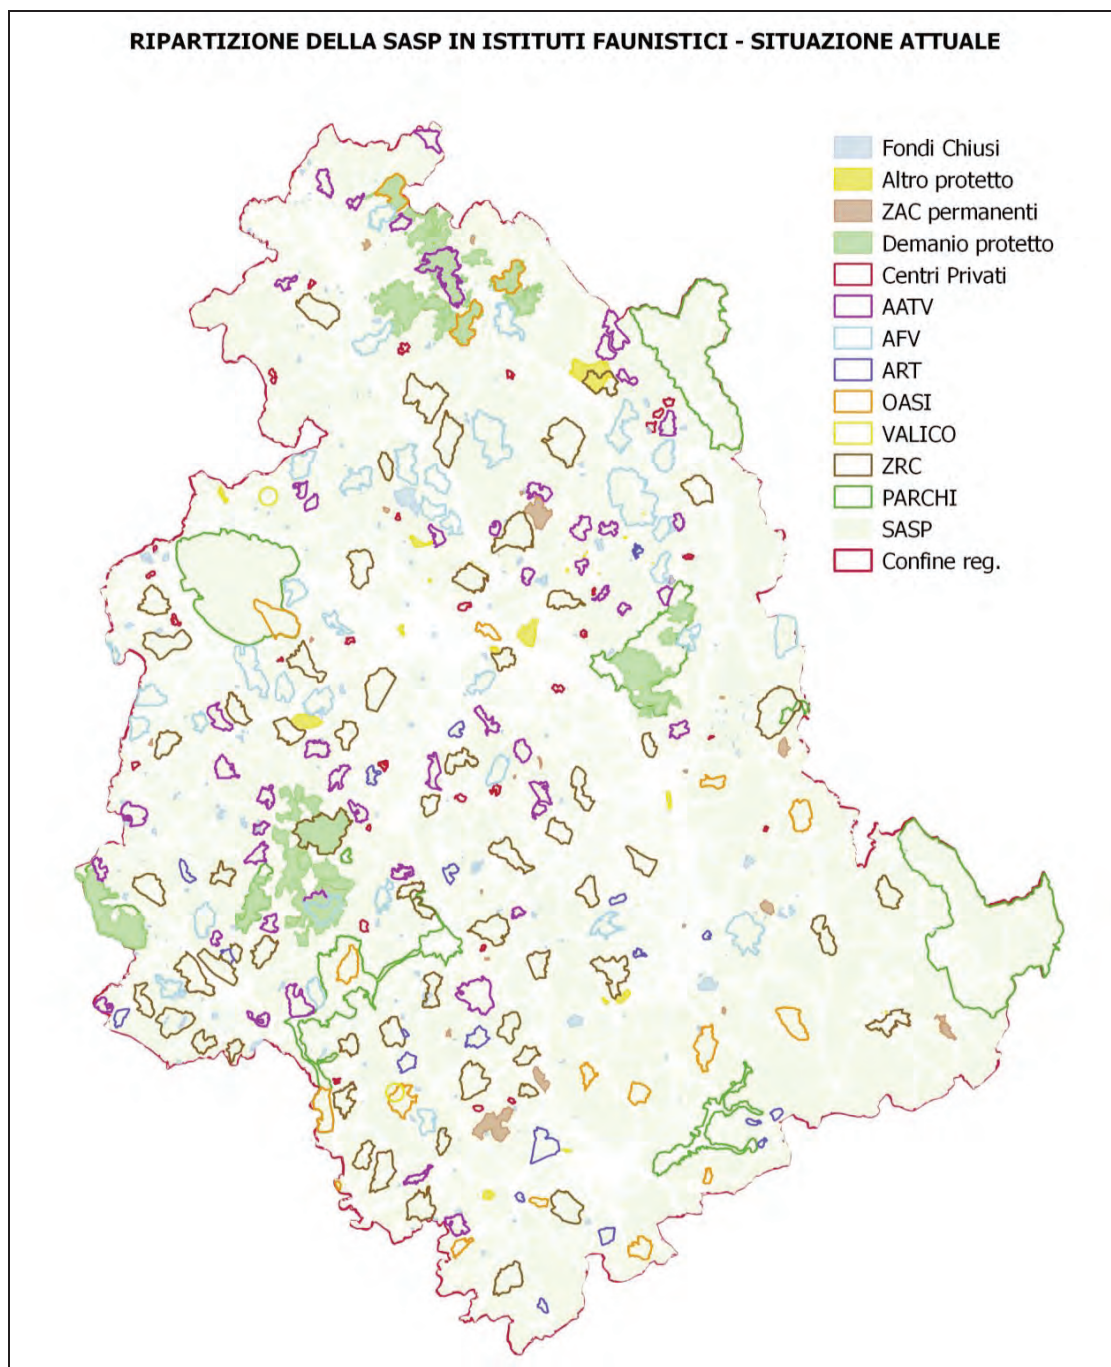 RIPARTIZIONE DELLA SASP IN ISTITUTI FAUNISTICI - SITUAZIONE ATTUALE
Fondi Chiusi
Altro protetto
ZAC permanenti
Demanio protetto
Centri Privati
AATV
AFV
ART
OASI
VALICO
ZRC
PARCHI
SASP
Confine reg.